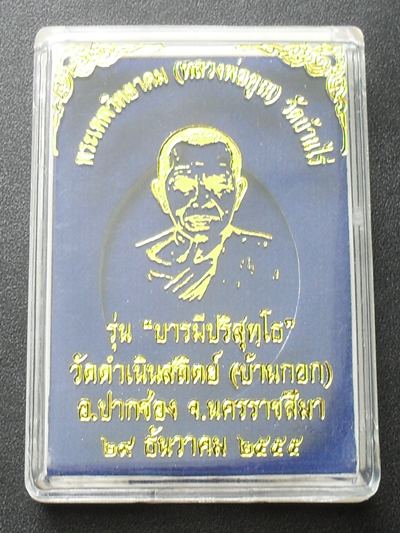 พระเทพวิทยาคม (หลวงพ่อคูณ) วัดบ้านไร่
รุ่น "บารมีปริสุทฺโธ"
วัดดำเนินสถิตย์ (บ้านกอก)
อ.ปากช่อง จ.นครราชสีมา
๒๙ ธันวาคม ๒๕๕๕